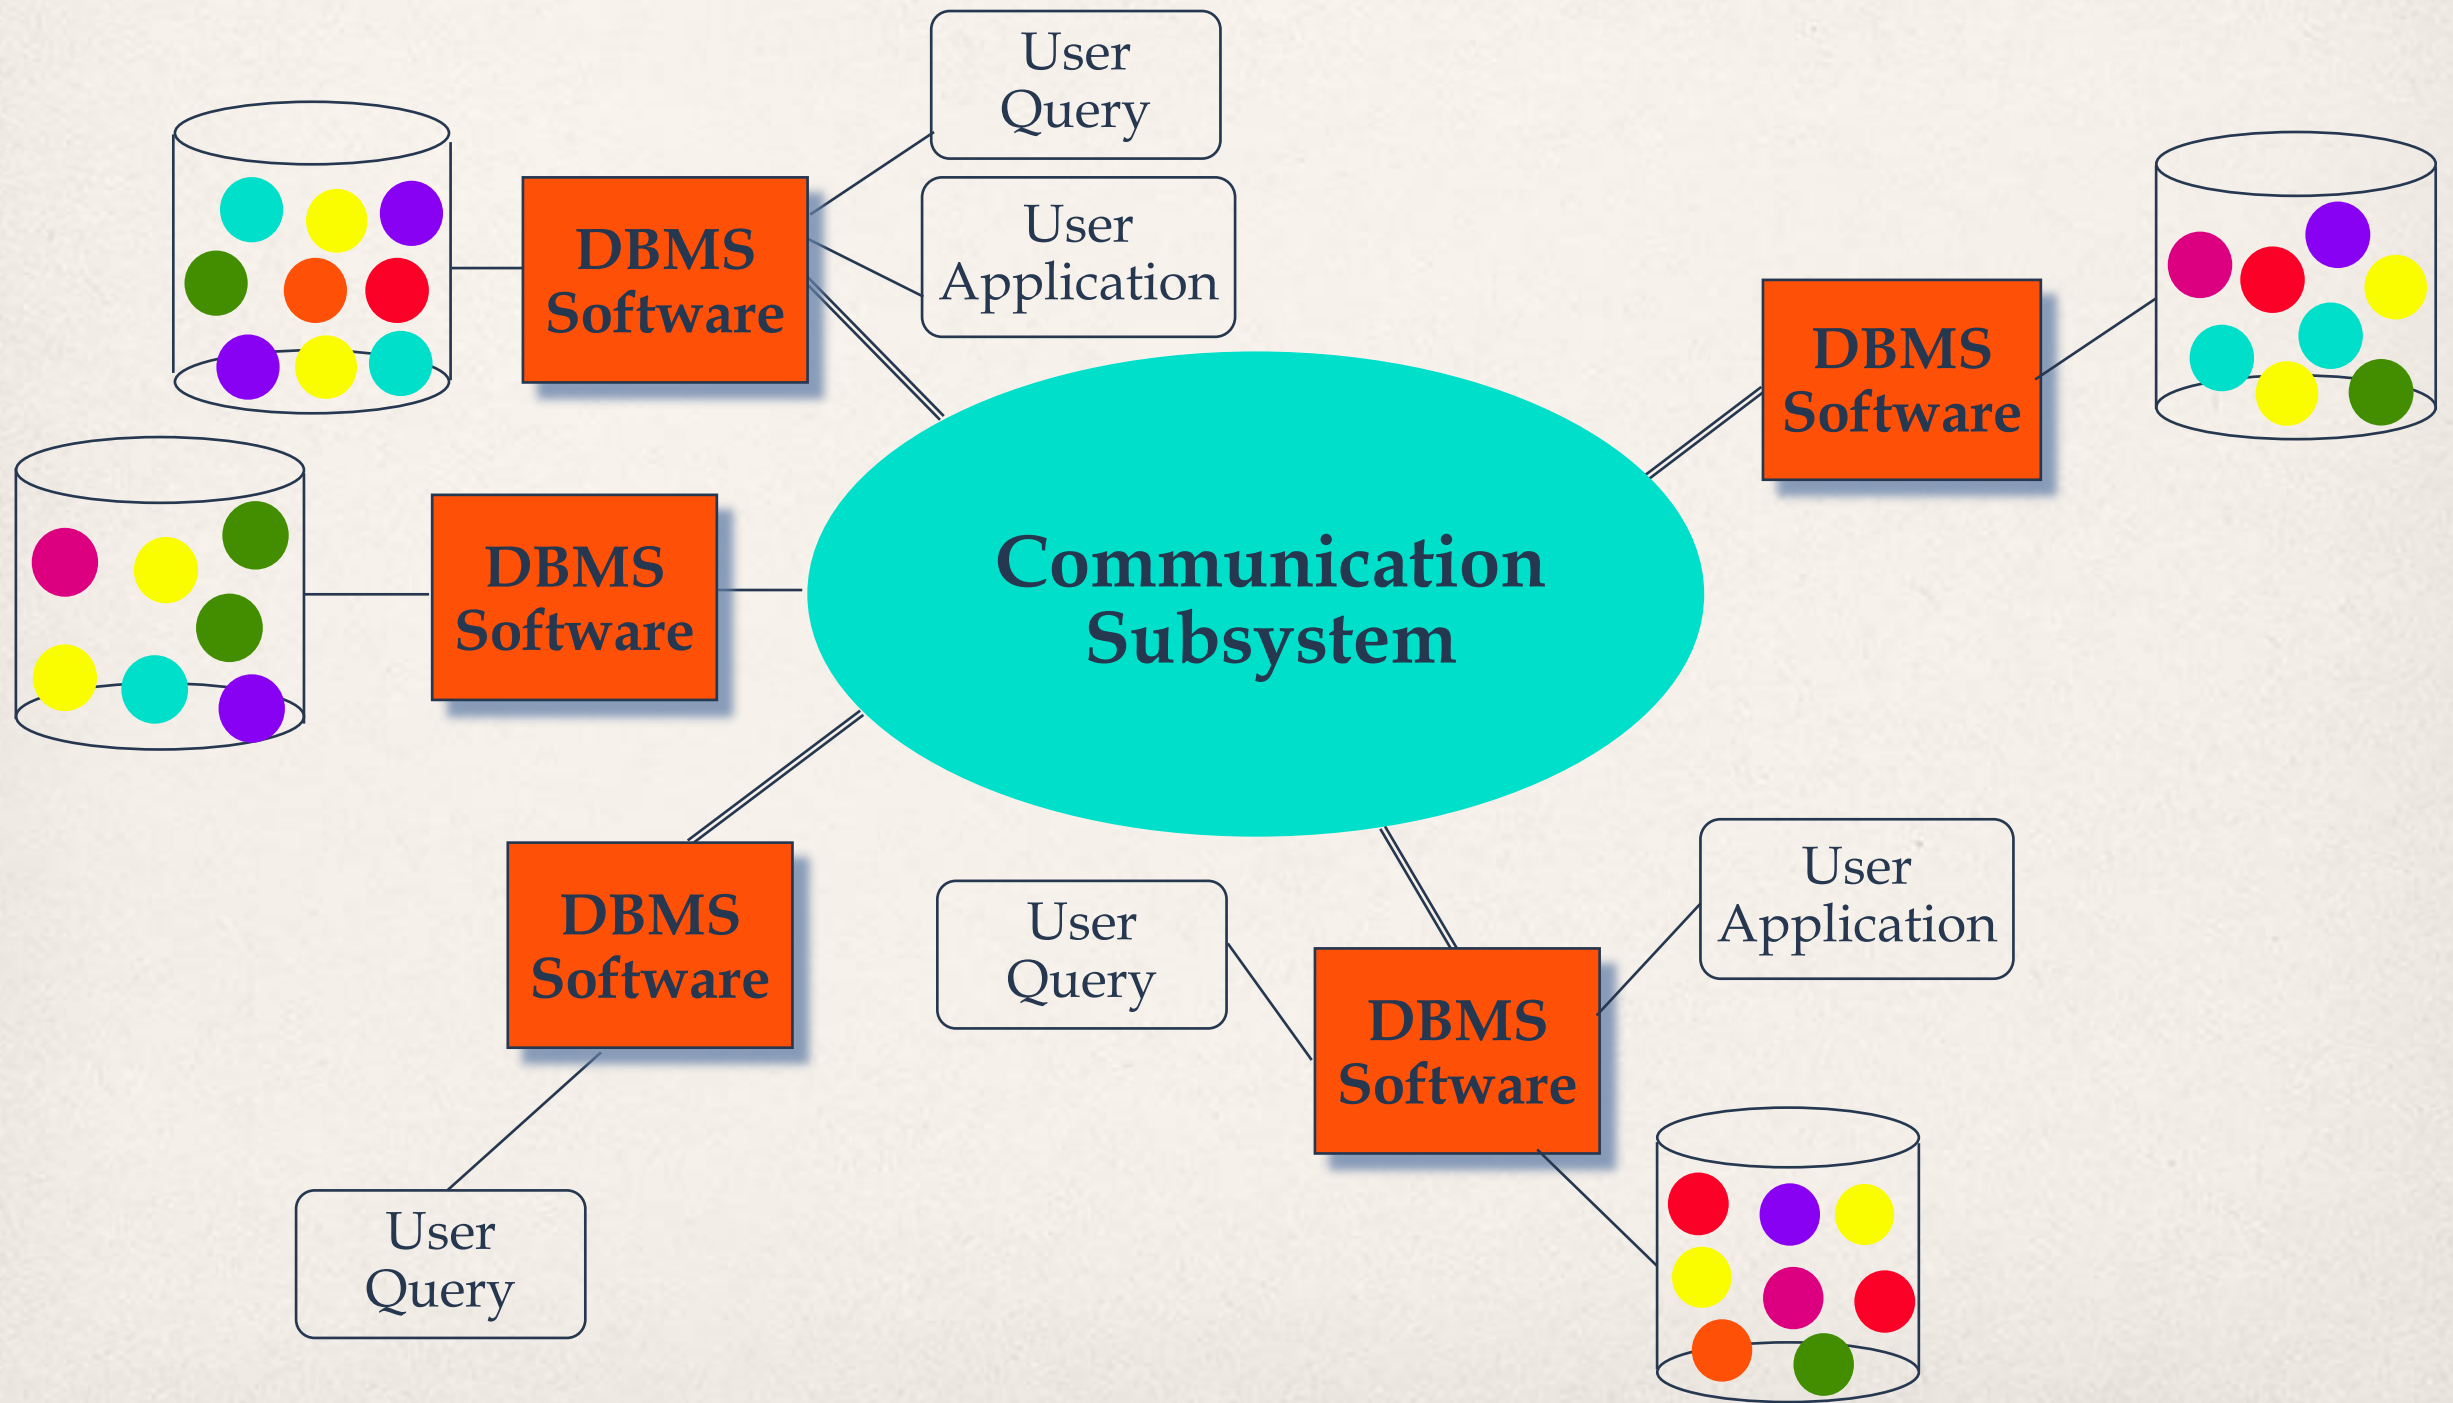 User
Query
User
Application
DBMS
Software
DBMS
Software
DBMS
Software
Communication
Subsystem
DBMS
Software
User
Query
User
Application
DBMS
Software
User
Query